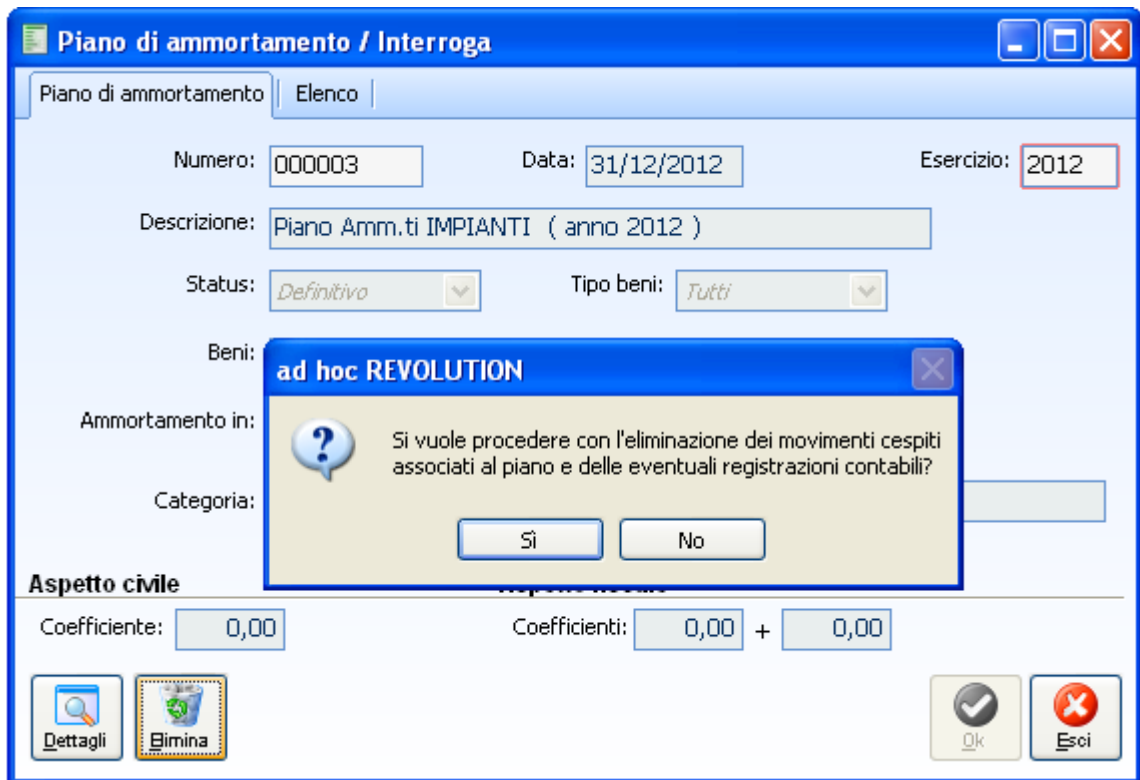 Piano di ammortamento / Interroga
Piano di ammortamento Elenco
Numero: 000003 Data: 31/12/2012 Esercizio: 2012
Descrizione: Piano Amm.ti IMPIANTI ( anno 2012 )
Status: Definitivo Tipo beni: Tutti
Beni:
ad hoc REVOLUTION
Ammortamento in:
Si vuole procedere con l'eliminazione dei movimenti cespiti
associati al piano e delle eventuali registrazioni contabili?
Categoria:
Sì No
Aspetto civile
Coefficiente: 0,00 Coefficienti: 0,00 + 0,00
Dettagli Elimina Ok Esci